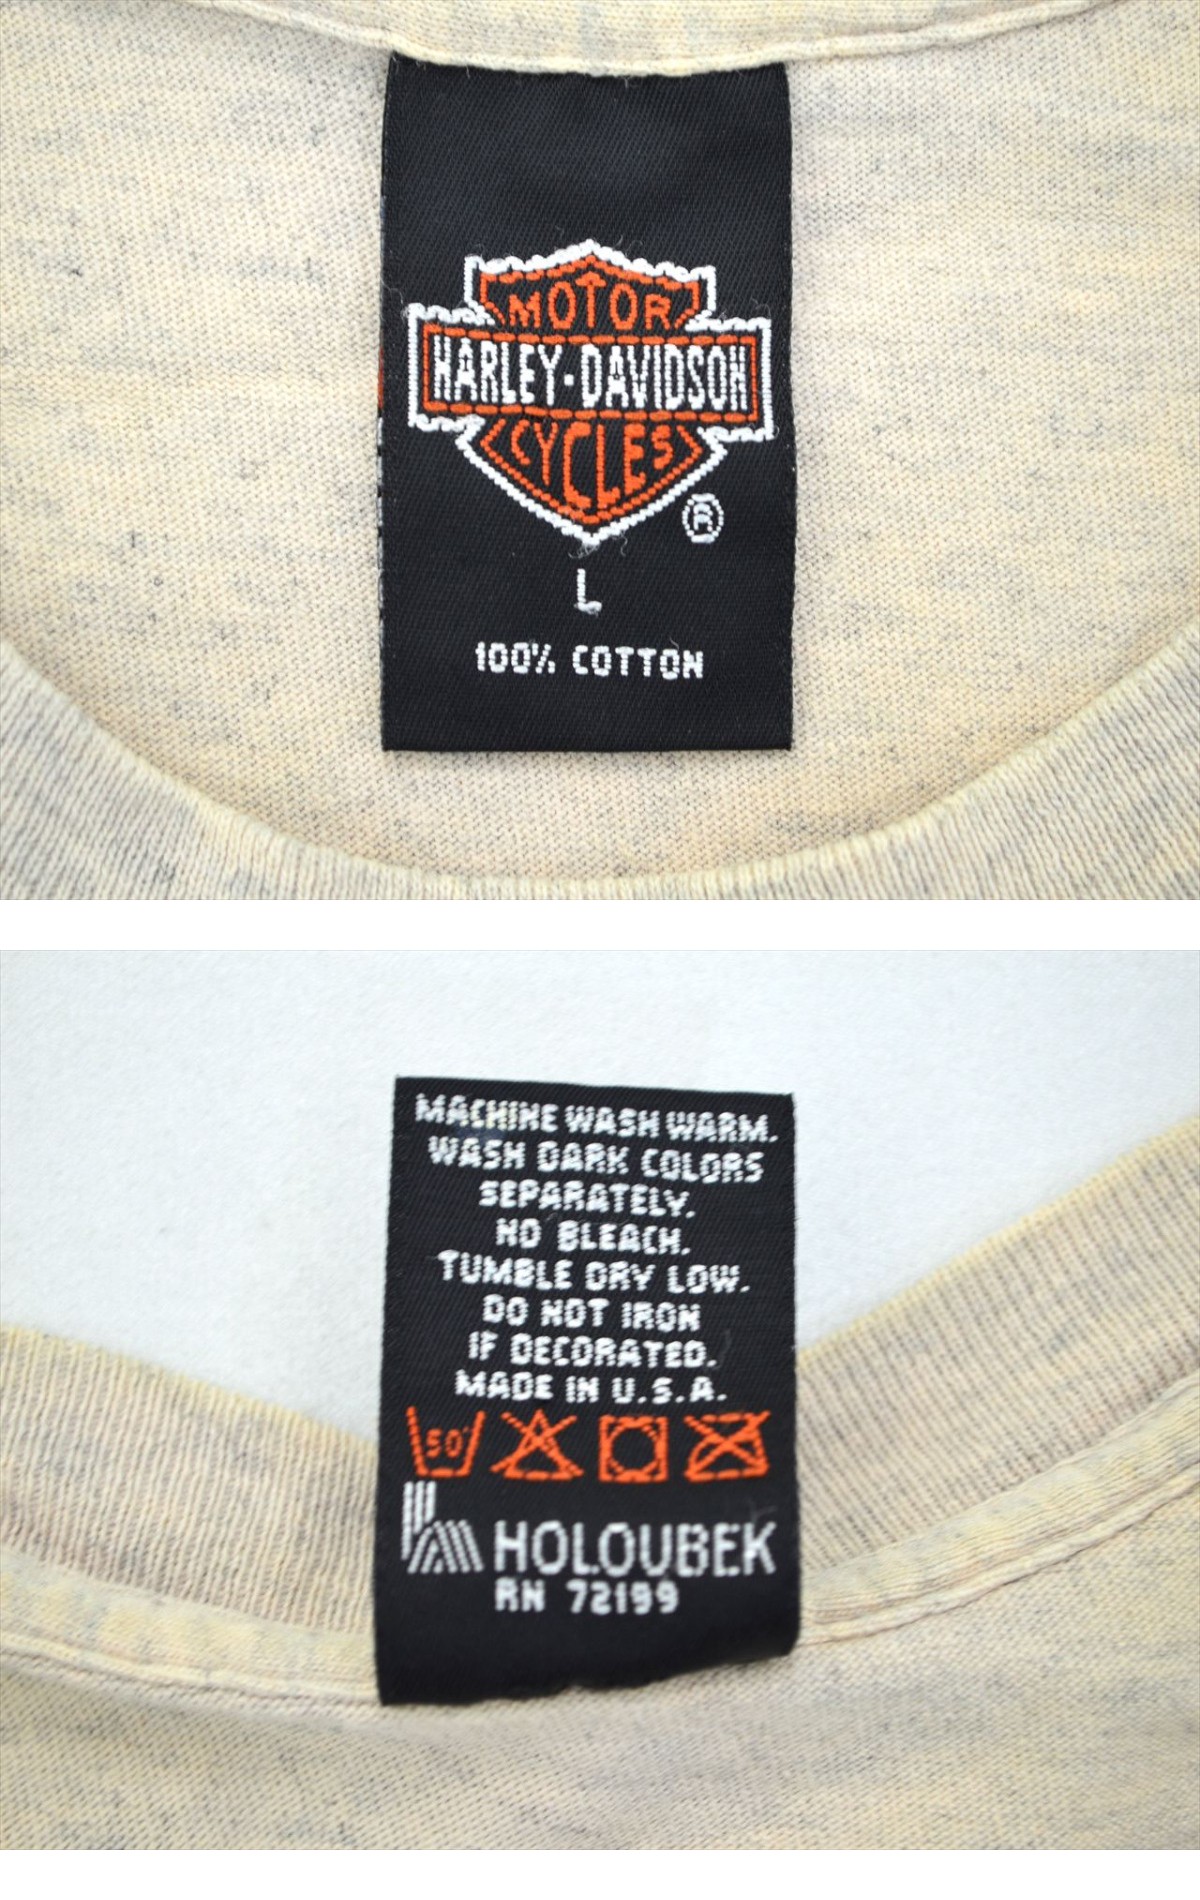 MOTOR
HARLEY-DAVIDSON
CYCLES
®
L
100% COTTON
MACHINE WASH WARM.
WASH DARK COLORS
SEPARATELY.
NO BLEACH.
TUMBLE DRY LOW.
DO NOT IRON
IF DECORATED.
MADE IN U.S.A.
50°
HOLOUBEK
RN 72199